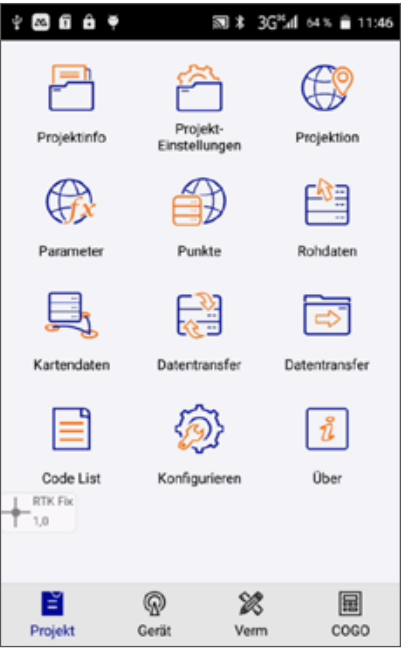 3G 64 % 11:46
Projektinfo
Projekt-
Einstellungen
Projektion
fx
Parameter
Punkte
Rohdaten
Kartendaten
Datentransfer
Datentransfer
i
Code List
Konfigurieren
Über
RTK Fix
1,0
Projekt
Gerät
Verm
COGO